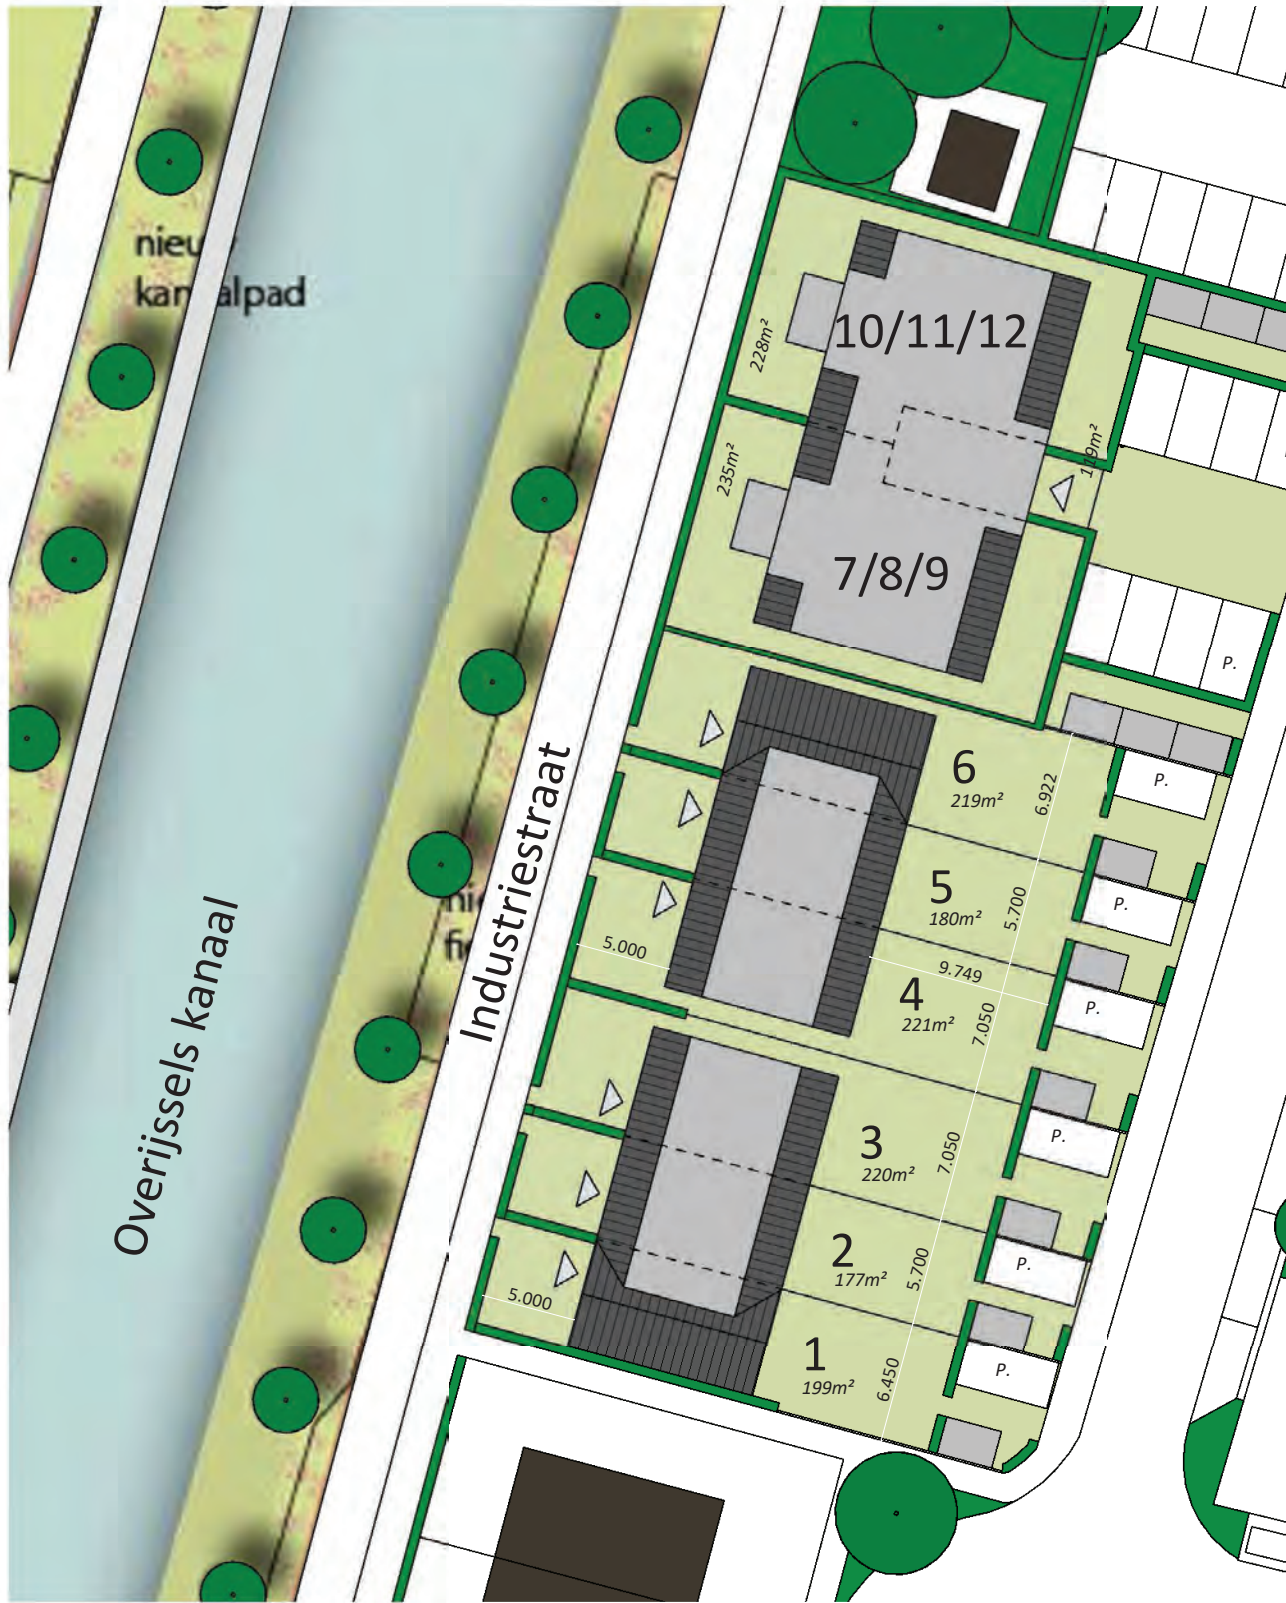 nieuw
kanaalpad
10/11/12
228m²
235m²
119m²
7/8/9
P.
6
219m²
6.922
P.
5
180m²
5.700
P.
5.000
9.749
4
221m²
7.050
P.
Industriestraat
Overijssels kanaal
3
220m²
7.050
P.
2
177m²
5.700
P.
5.000
1
199m²
6.450
P.